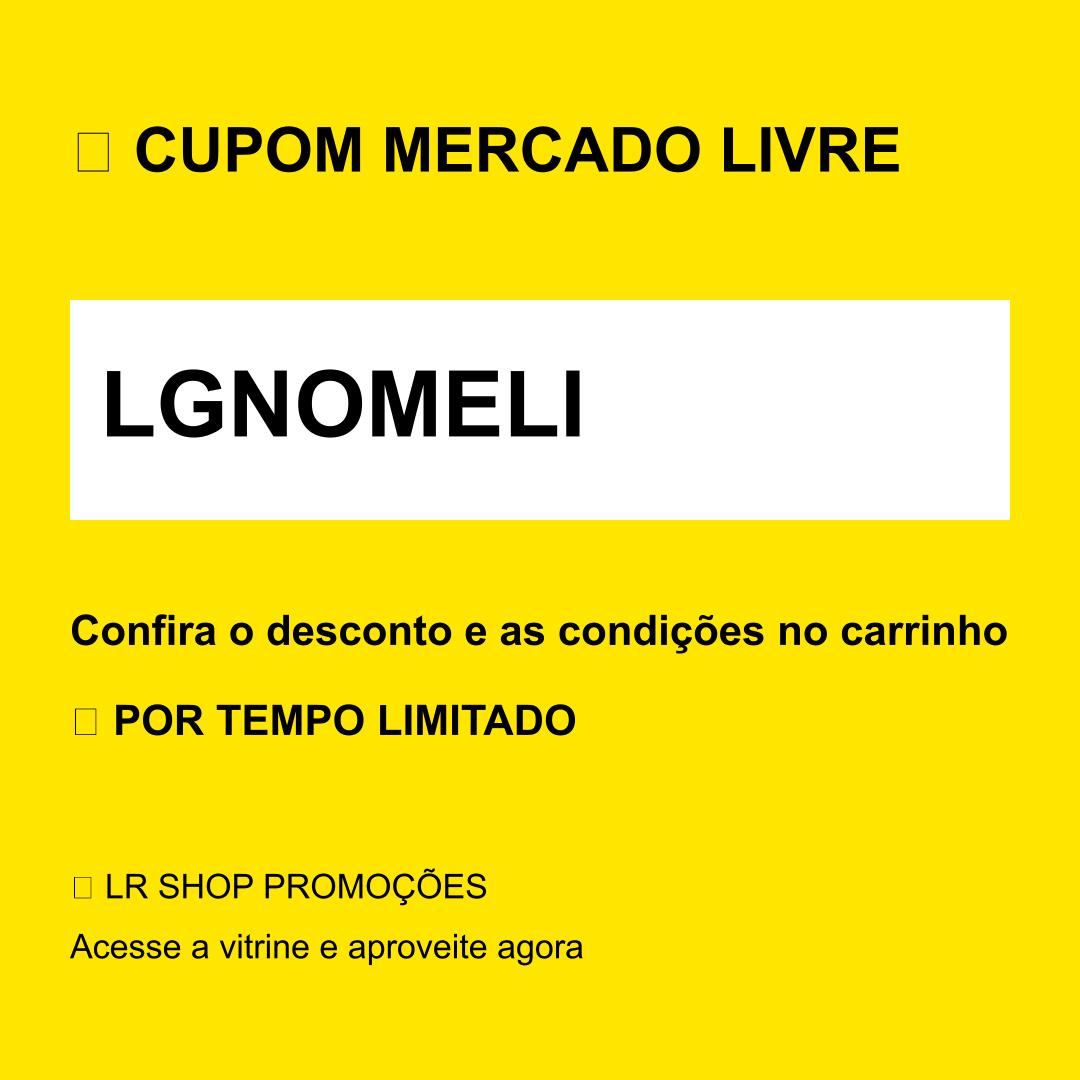 CUPOM MERCADO LIVRE
LGNOMELI
Confira o desconto e as condições no carrinho
POR TEMPO LIMITADO
LR SHOP PROMOÇÕES
Acesse a vitrine e aproveite agora